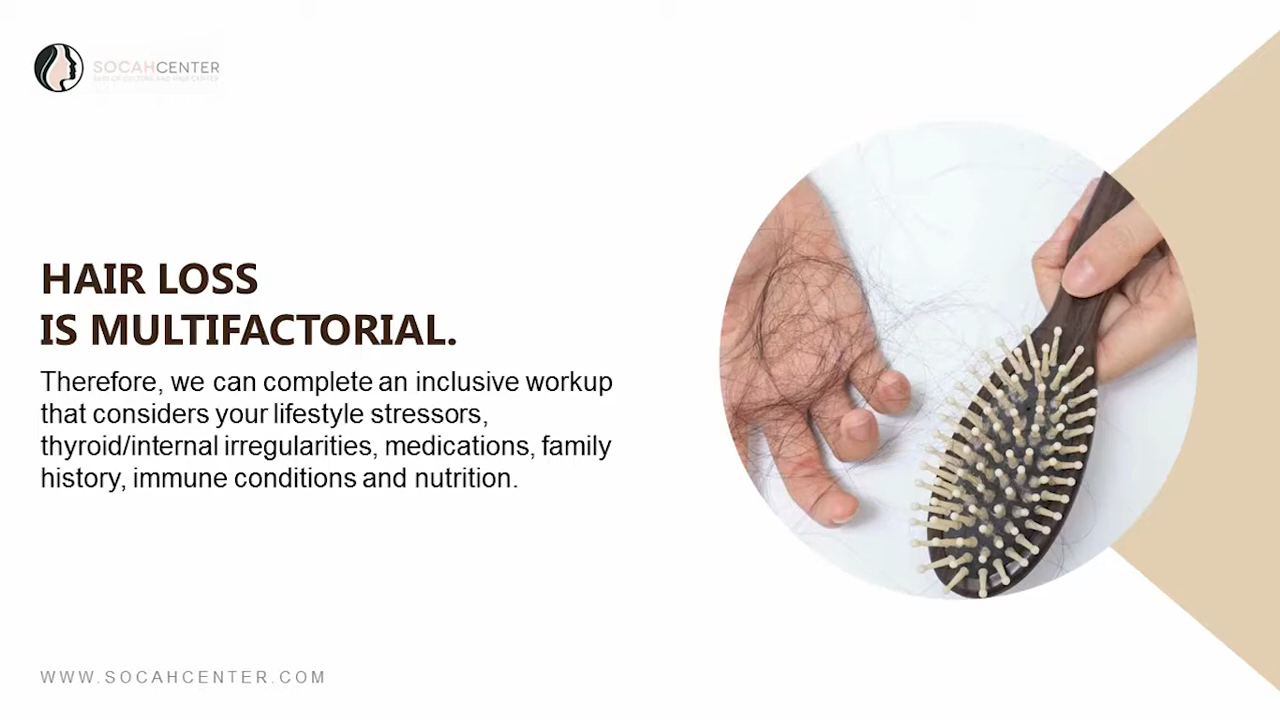 SOCAHCENTER
HAIR LOSS
IS MULTIFACTORIAL.
Therefore, we can complete an inclusive workup
that considers your lifestyle stressors,
thyroid/internal irregularities, medications, family
history, immune conditions and nutrition.
WWW.SOCAHCENTER.COM